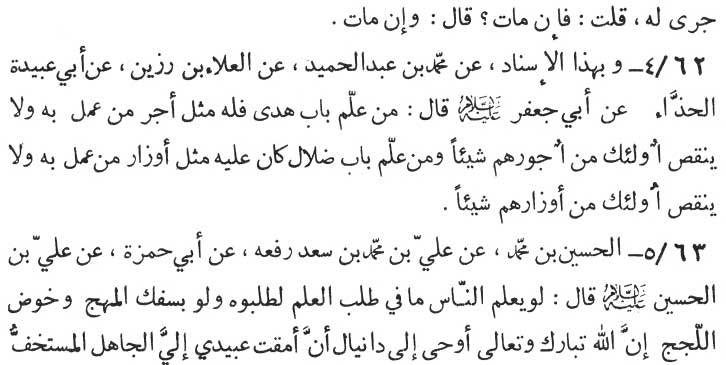 جرى له ، قلت : فإن مات؟ قال : وإن مات .
٤/٦٢ـ وبهذا الإسناد ، عن محمّد بن عبدالحميد ، عن العلاء بن رزين ، عن أبي عبيدة
الحذَّاء عن أبي جعفر عليه السلام قال : من علّم باب هدى فله مثل أجر من عمل به ولا
ينقص اُولئك من اُجورهم شيئاً ومن علّم باب ضلال كان عليه مثل أوزار من عمل به ولا
ينقص اُولئك من أوزارهم شيئاً .
٥/٦٣ـ الحسين بن محمّد ، عن عليّ بن محمّد بن سعد رفعه ، عن أبي حمزة ، عن عليّ بن
الحسين عليه السلام قال : لو يعلم النّاس ما في طلب العلم لطلبوه ولو بسفك المهج وخوض
اللّجج إنَّ الله تبارك وتعالى أوحى إلى دانيال أنَّ أمقت عبيدي إليَّ الجاهل المستخفُّ